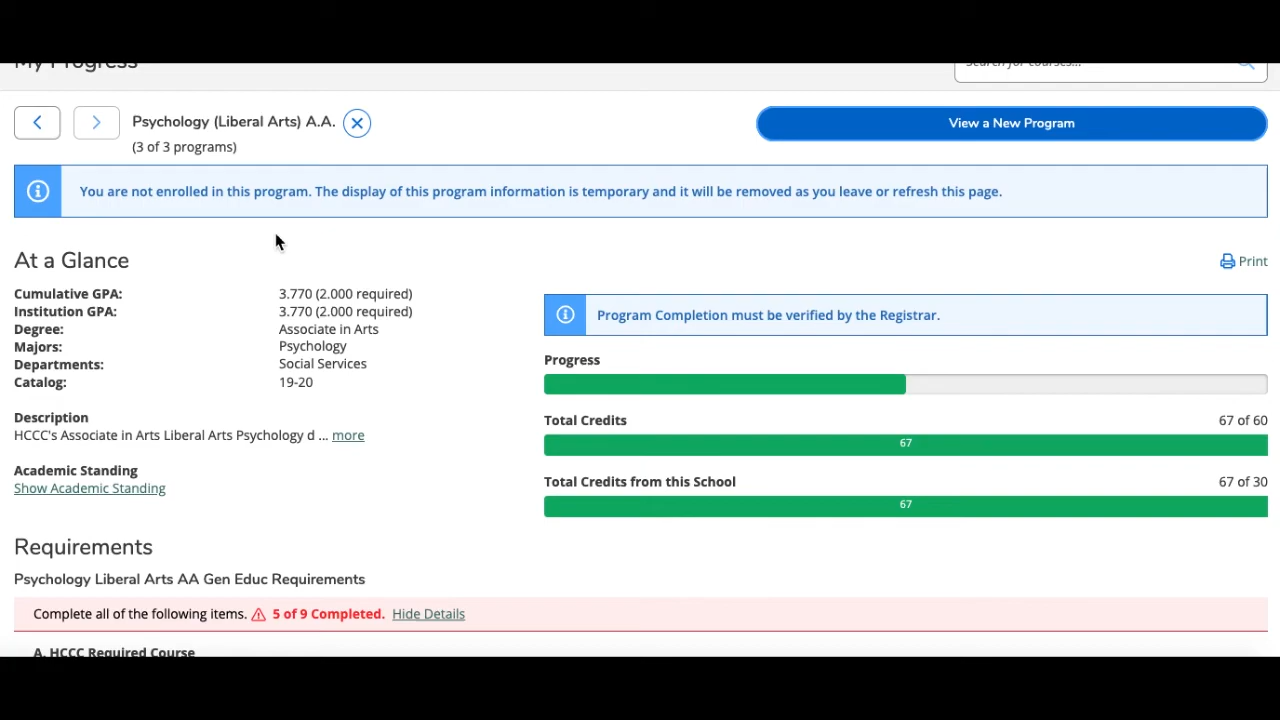 My Progress
Search for courses...
Psychology (Liberal Arts) A.A.
(3 of 3 programs)
View a New Program
You are not enrolled in this program. The display of this program information is temporary and it will be removed as you leave or refresh this page.
At a Glance
Print
Cumulative GPA: 3.770 (2.000 required)
Institution GPA: 3.770 (2.000 required)
Degree: Associate in Arts
Majors: Psychology
Departments: Social Services
Catalog: 19-20
Description
HCCC's Associate in Arts Liberal Arts Psychology d ... more
Academic Standing
Show Academic Standing
Program Completion must be verified by the Registrar.
Progress
Total Credits 67 of 60
67
Total Credits from this School 67 of 30
67
Requirements
Psychology Liberal Arts AA Gen Educ Requirements
Complete all of the following items. 5 of 9 Completed. Hide Details
A. HCCC Required Course